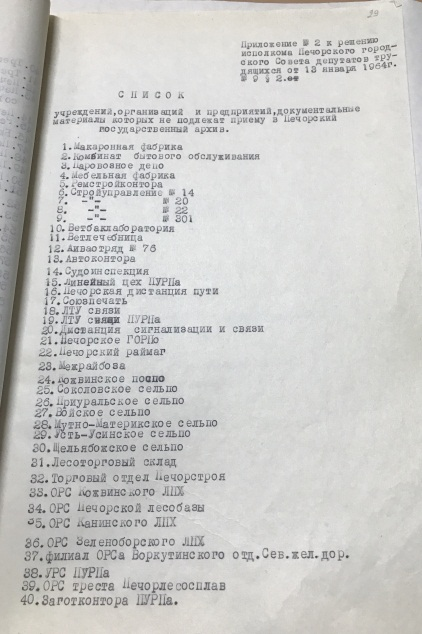 Приложение № 2 к решению
исполкома Печорского город-
ского Совета депутатов тру-
дящихся от 13 января 1964г.
№ 9 § 2.
С П И С О К
учреждений,организаций и предприятий,документальные
материалы которых не подлежат приему в Печорский
государственный архив.
1.Макаронная фабрика
2.Комбинат бытового обслуживания
3.Паровозное депо
4.Мебельная фабрика
5.Ремстройконтора
6.Стройуправление № 14
7. -"- № 20
8. -"- № 22
9. -"- № 301
10.Ветбаклаборатория
11.Ветлечебница
12.Авиаотряд № 76
13.Автоконтора
14.Судоинспекция
15.Линейный цех ПУРПа
16.Печорская дистанция пути
17.Союзпечать
18.ЛТУ связи
19.ЛТУ связи ПУРПа
20.Дистанция сигнализации и связи
21.Печорское ГОРПо
22.Печорский раймаг
23.Мехрайбоза
24.Кожвинское поспо
25.Соколовское сельпо
26.Приуральское сельпо
27.Войское сельпо
28.Мутно-Материкское сельпо
29.Усть-Усинское сельпо
30.Щельябожское сельпо
31.Лесоторговый склад
32.Торговый отдел Печорстроя
33.ОРС Кожвинского ЛПХ
34.ОРС Печорской лесобазы
35.ОРС Канинского ЛПХ
36.ОРС Зеленоборского ЛПХ
37.филиал ОРСа Воркутинского отд.Сев.жел.дор.
38.УРС ПУРПа
39.ОРС треста Печорлесосплав
40.Заготконтора ПУРПа.